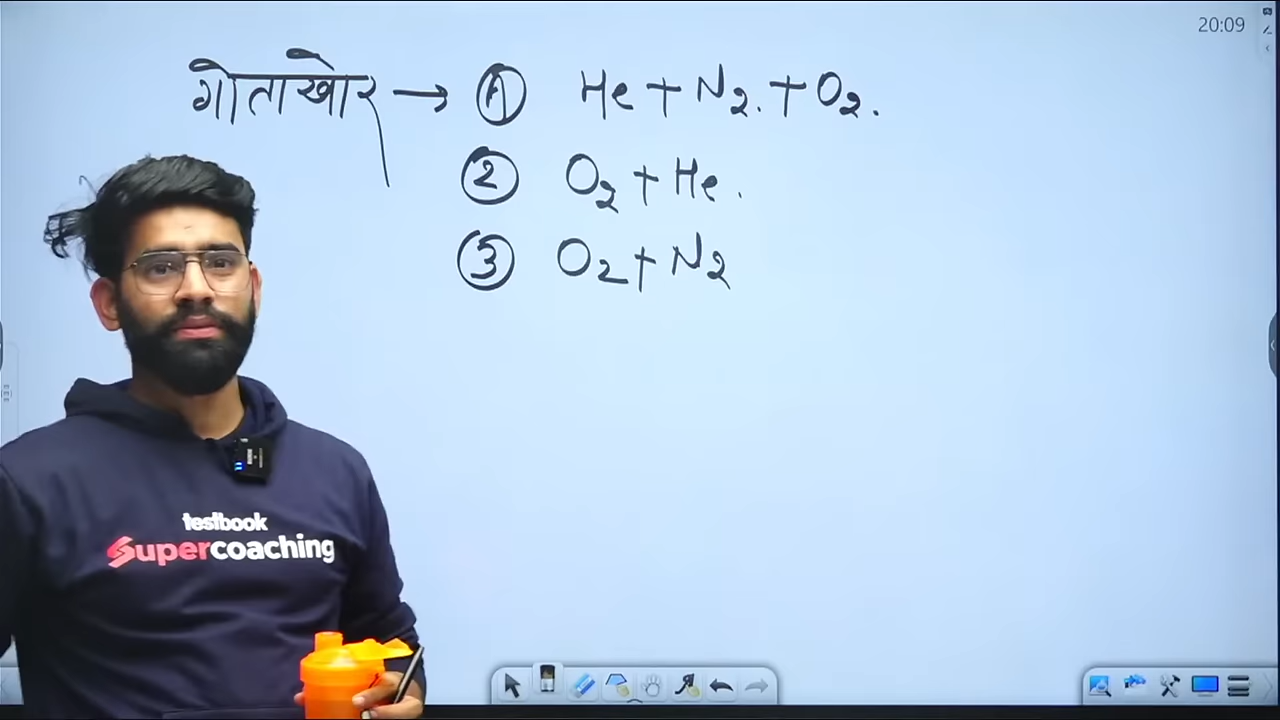 20:09
गोताखोर → ① He + N₂. + O₂.
② O₂ + He.
③ O₂ + N₂
testbook
Supercoaching